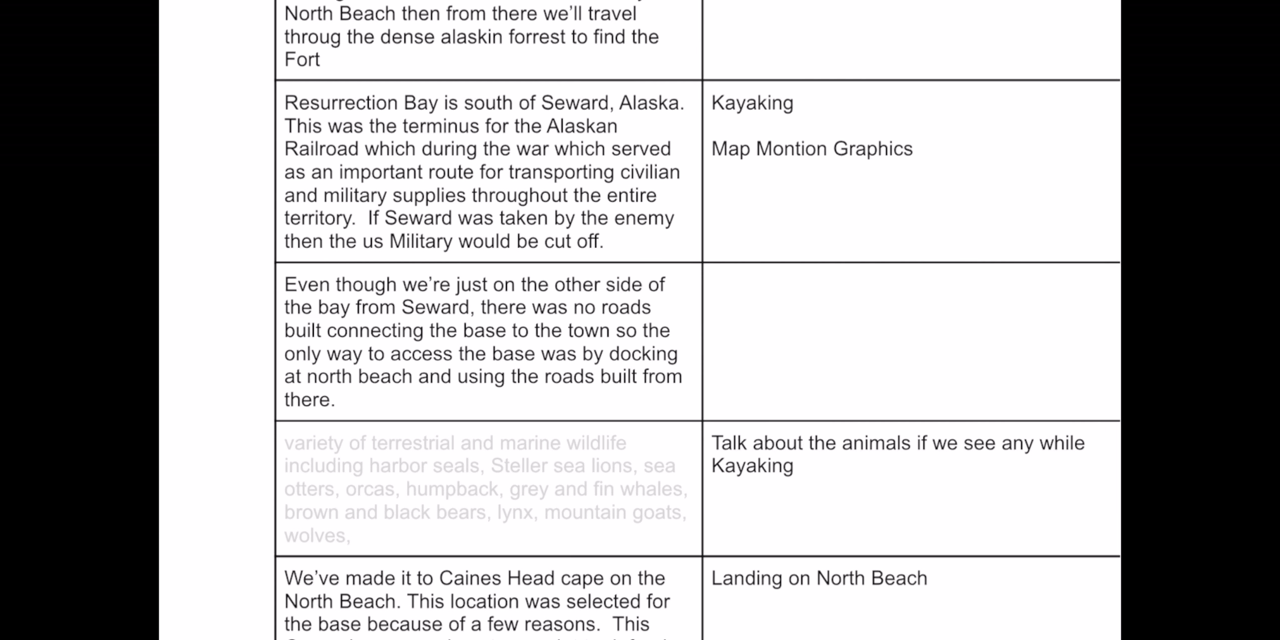 North Beach then from there we'll travel
throug the dense alaskin forrest to find the
Fort
Resurrection Bay is south of Seward, Alaska.
This was the terminus for the Alaskan
Railroad which during the war which served
as an important route for transporting civilian
and military supplies throughout the entire
territory.  If Seward was taken by the enemy
then the us Military would be cut off.
Kayaking
Map Montion Graphics
Even though we're just on the other side of
the bay from Seward, there was no roads
built connecting the base to the town so the
only way to access the base was by docking
at north beach and using the roads built from
there.
variety of terrestrial and marine wildlife
including harbor seals, Steller sea lions, sea
otters, orcas, humpback, grey and fin whales,
brown and black bears, lynx, mountain goats,
wolves,
Talk about the animals if we see any while
Kayaking
We've made it to Caines Head cape on the
North Beach. This location was selected for
the base because of a few reasons.  This
Landing on North Beach